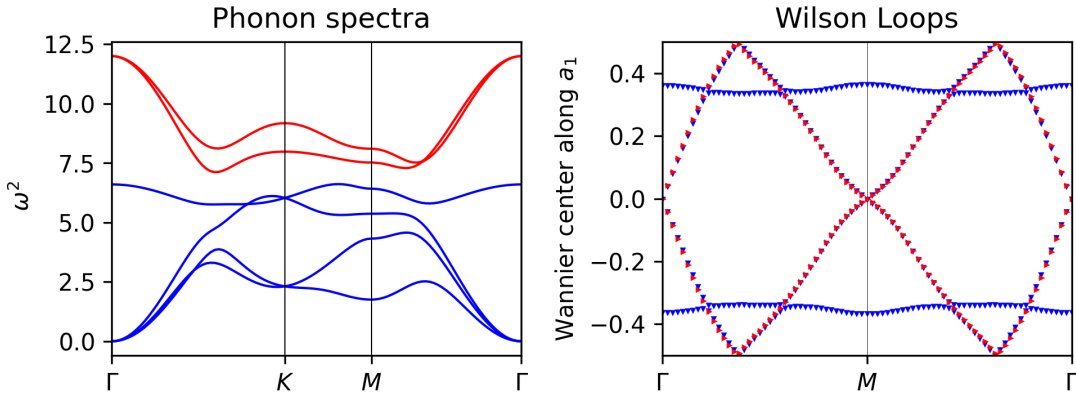 Phonon spectra
ω²
12.5
10.0
7.5
5.0
2.5
0.0
Γ
K
M
Γ
Wilson Loops
Wannier center along a₁
0.4
0.2
0.0
−0.2
−0.4
Γ
M
Γ